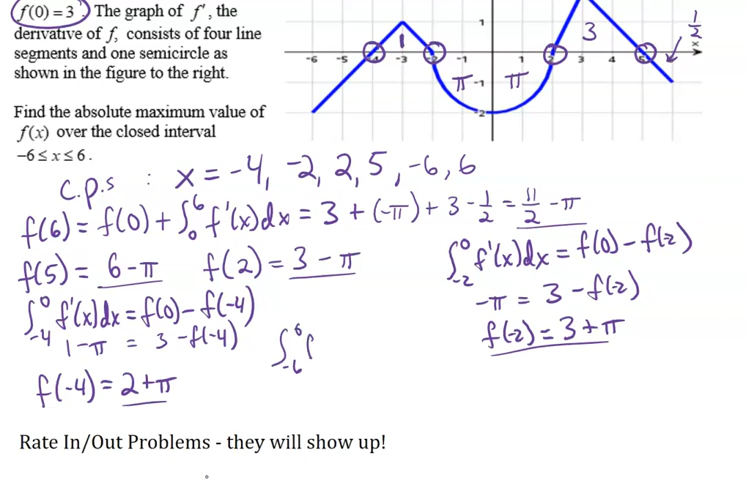 f(0)=3. The graph of f', the
derivative of f, consists of four line
segments and one semicircle as
shown in the figure to the right.
Find the absolute maximum value of
f(x) over the closed interval
-6 ≤ x ≤ 6.
1
-6 -5 -4 -3 -2 -1 1 2 3 4 5 x
-1
-2
1 π π 3 1/2
c.p.s : x = -4, -2, 2, 5, -6, 6
f(6) = f(0) + ∫₀⁶ f'(x)dx = 3 + (-π) + 3 - 1/2 = 11/2 - π
f(5) = 6-π f(2) = 3-π
∫₋₄⁰ f'(x)dx = f(0) - f(-4)
1-π = 3 - f(-4)
f(-4) = 2+π
∫₋₆⁶ f
∫₋₂⁰ f'(x)dx = f(0) - f(-2)
-π = 3 - f(-2)
f(-2) = 3+π
Rate In/Out Problems - they will show up!